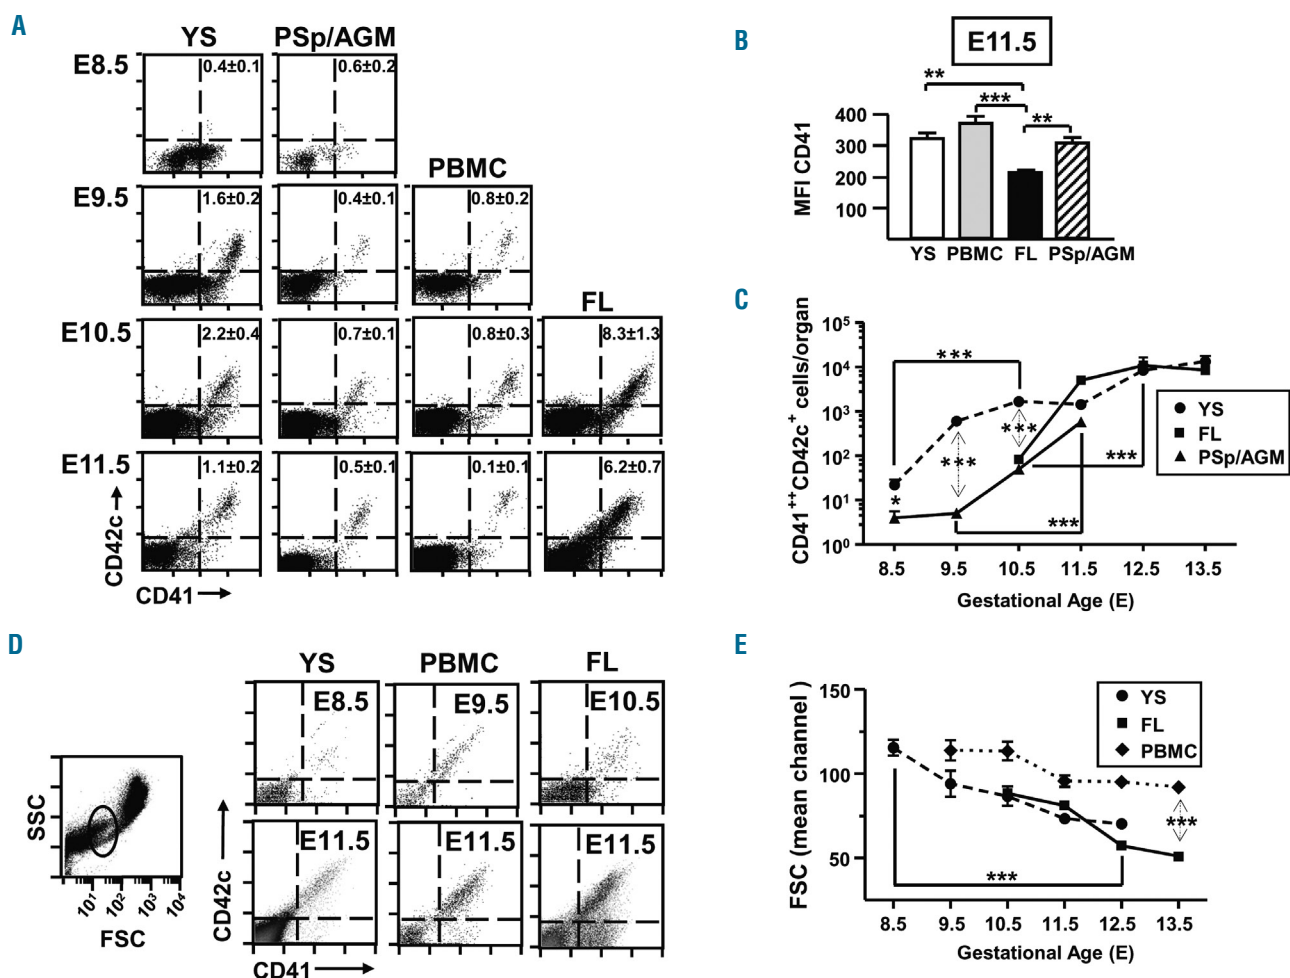 A
YS PSp/AGM
E8.5
0.4±0.1
0.6±0.2
PBMC
E9.5
1.6±0.2
0.4±0.1
0.8±0.2
FL
E10.5
2.2±0.4
0.7±0.1
0.8±0.3
8.3±1.3
E11.5
1.1±0.2
0.5±0.1
0.1±0.1
6.2±0.7
CD42c
CD41
B
E11.5
**
***
**
MFI CD41
400
300
200
100
YS PBMC FL PSp/AGM
C
CD41++CD42c+ cells/organ
10⁵
10⁴
10³
10²
10¹
10⁰
***
***
***
*
***
***
YS
FL
PSp/AGM
8.5 9.5 10.5 11.5 12.5 13.5
Gestational Age (E)
D
SSC
10¹ 10² 10³ 10⁴
FSC
YS PBMC FL
E8.5 E9.5 E10.5
E11.5 E11.5 E11.5
CD42c
CD41
E
FSC (mean channel )
150
100
50
YS
FL
PBMC
***
***
8.5 9.5 10.5 11.5 12.5 13.5
Gestational Age (E)